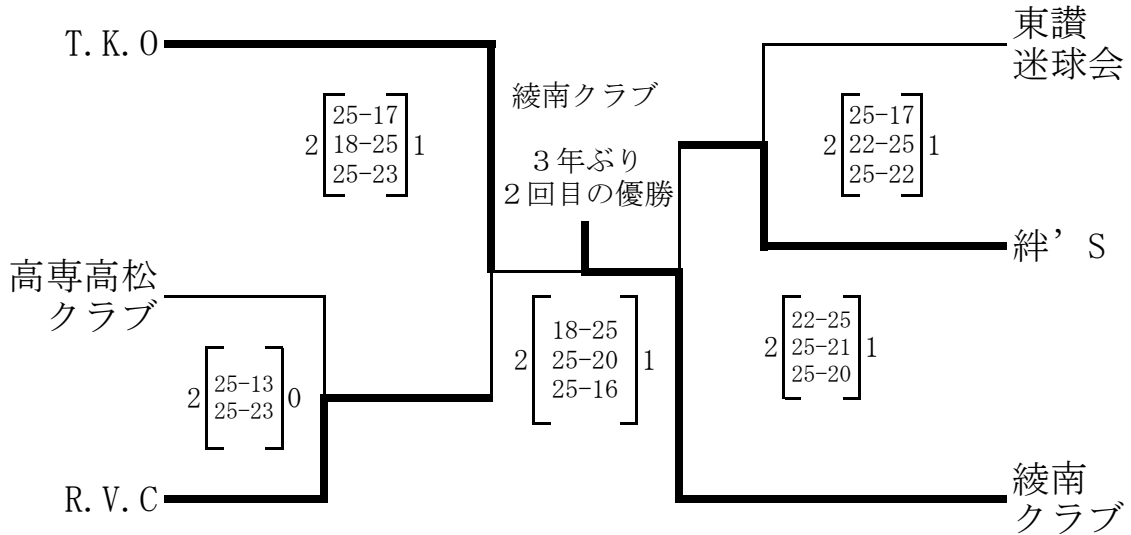 T.K.O
東讃
迷球会
綾南クラブ
25-17
2 18-25 1
25-23
25-17
2 22-25 1
25-22
３年ぶり
２回目の優勝
絆’S
高専高松
クラブ
18-25
2 25-20 1
25-16
22-25
2 25-21 1
25-20
2 25-13 0
25-23
R.V.C
綾南
クラブ